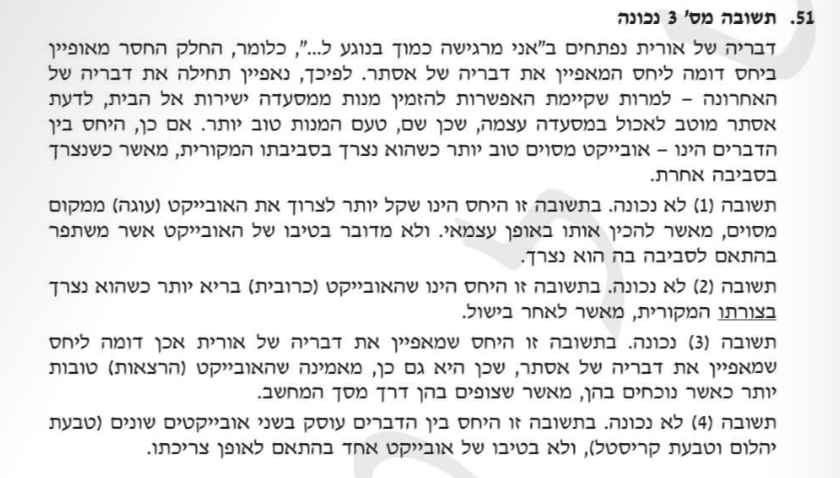 51. תשובה מס' 3 נכונה
דבריה של אורית נפתחים ב"אני מרגישה כמוך בנוגע ל...", כלומר, החלק החסר מאופיין
ביחס דומה ליחס המאפיין את דבריה של אסתר. לפיכך, נאפיין תחילה את דבריה של
האחרונה – למרות שקיימת האפשרות להזמין מנות ממסעדה ישירות אל הבית, לדעת
אסתר מוטב לאכול במסעדה עצמה, שכן שם, טעם המנות טוב יותר. אם כן, היחס בין
הדברים הינו – אובייקט מסוים טוב יותר כשהוא נצרך בסביבתו המקורית, מאשר כשנצרך
בסביבה אחרת.
תשובה (1) לא נכונה. בתשובה זו היחס הינו שקל יותר לצרוך את האובייקט (עוגה) ממקום
מסוים, מאשר להכין אותו באופן עצמאי. ולא מדובר בטיבו של האובייקט אשר משתפר
בהתאם לסביבה בה הוא נצרך.
תשובה (2) לא נכונה. בתשובה זו היחס הינו שהאובייקט (כרובית) בריא יותר כשהוא נצרך
בצורתו המקורית, מאשר לאחר בישול.
תשובה (3) נכונה. בתשובה זו היחס שמאפיין את דבריה של אורית אכן דומה ליחס
שמאפיין את דבריה של אסתר, שכן היא גם כן, מאמינה שהאובייקט (הרצאות) טובות
יותר כאשר נוכחים בהן, מאשר שצופים בהן דרך מסך המחשב.
תשובה (4) לא נכונה. בתשובה זו היחס בין הדברים עוסק בשני אובייקטים שונים (טבעת
יהלום וטבעת קריסטל), ולא בטיבו של אובייקט אחד בהתאם לאופן צריכתו.